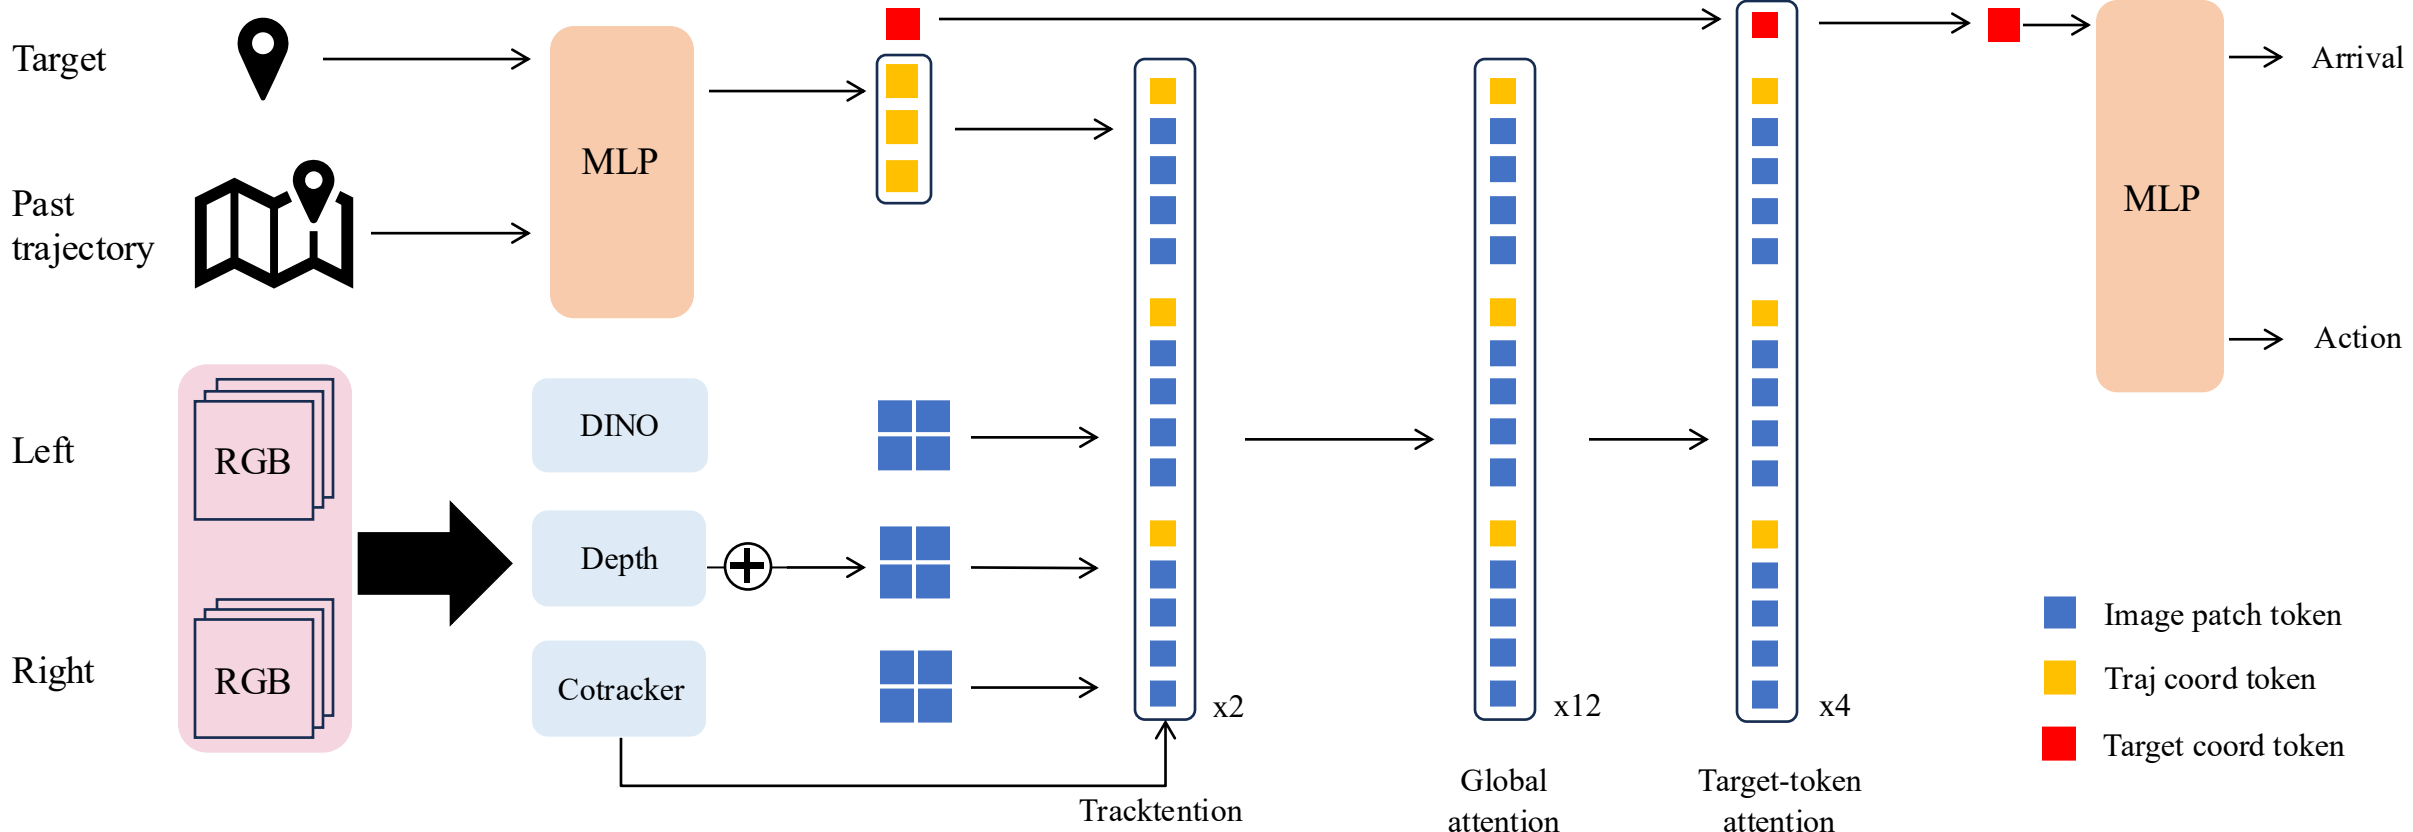 Target
Past
trajectory
MLP
Left
RGB
Right
RGB
DINO
Depth
Cotracker
x2
Tracktention
x12
Global
attention
x4
Target-token
attention
MLP
Arrival
Action
Image patch token
Traj coord token
Target coord token